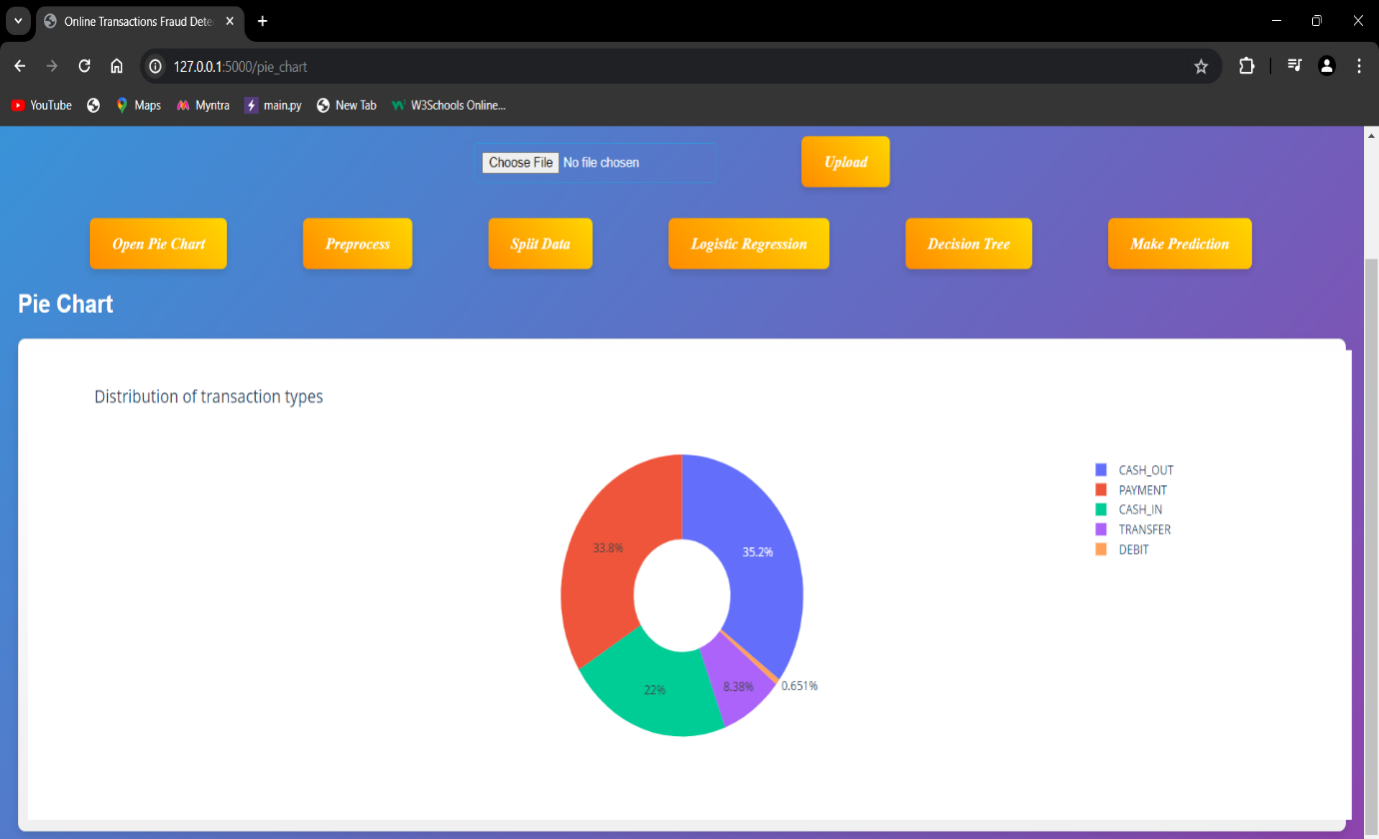 Online Transactions Fraud Dete
127.0.0.1:5000/pie_chart
YouTube Maps Myntra main.py New Tab W3Schools Online...
Choose File No file chosen Upload
Open Pie Chart Preprocess Split Data Logistic Regression Decision Tree Make Prediction
Pie Chart
Distribution of transaction types
CASH_OUT
PAYMENT
CASH_IN
TRANSFER
DEBIT
33.8%
35.2%
22%
8.38%
0.651%